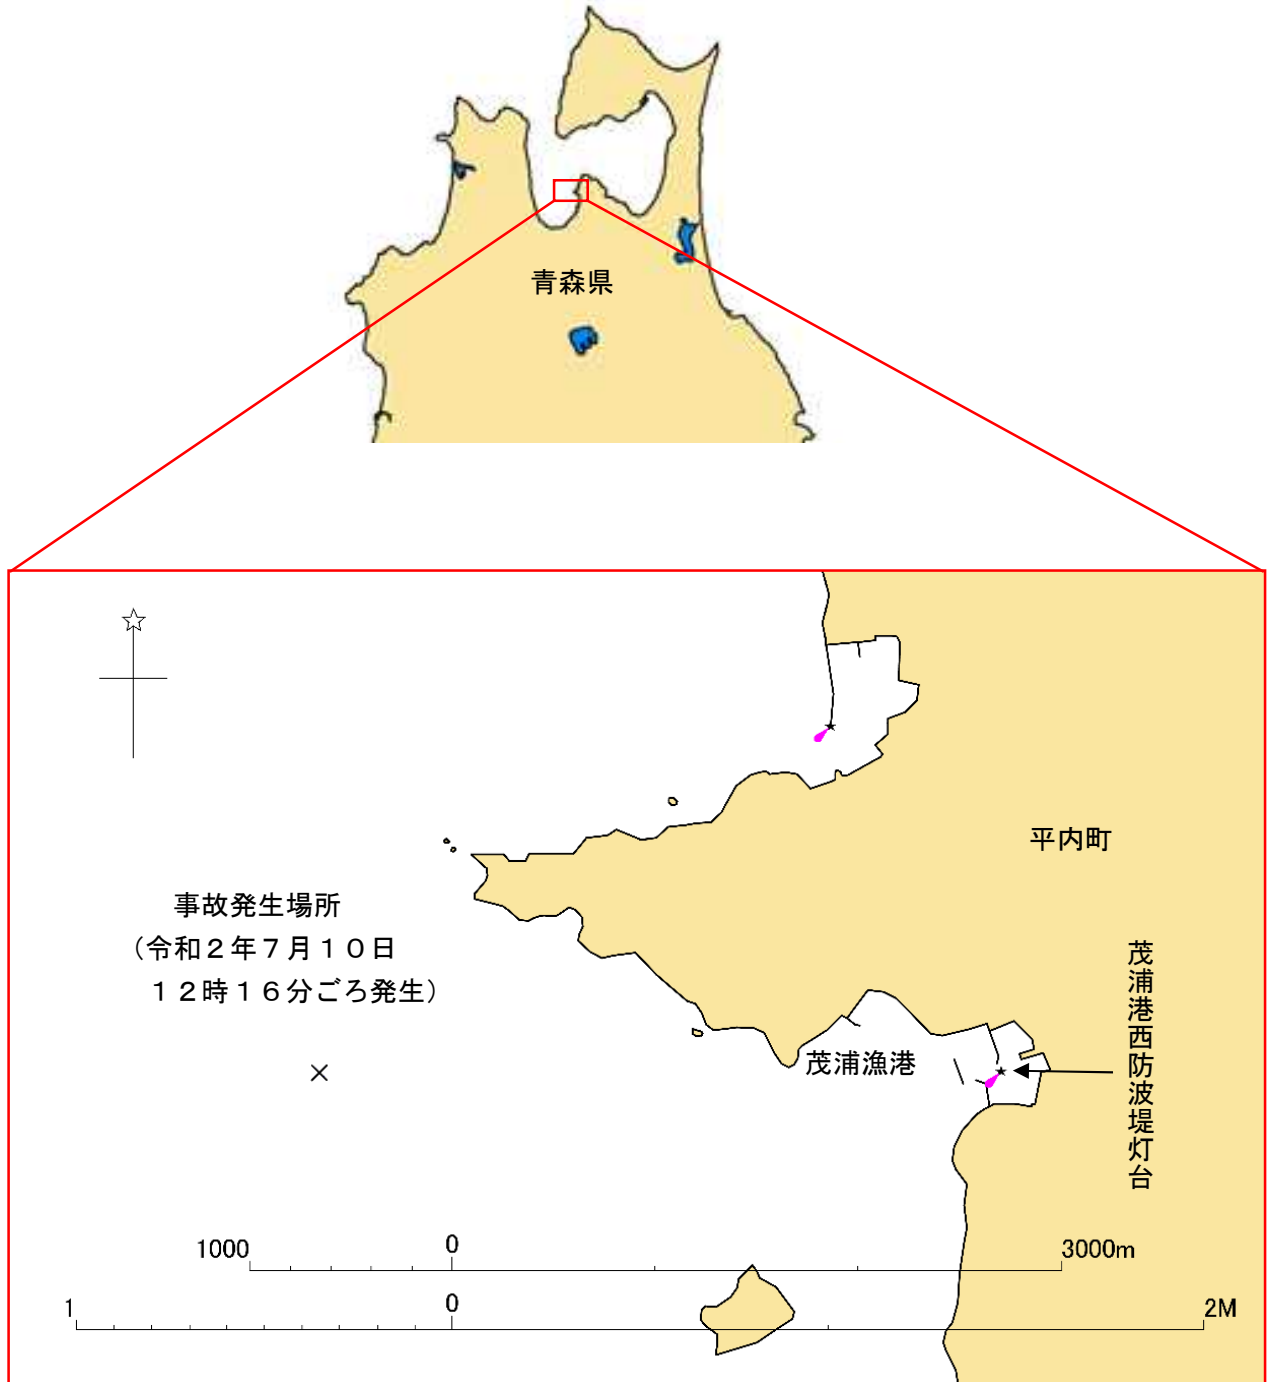 青森県
平内町
事故発生場所
（令和２年７月１０日
１２時１６分ごろ発生）
茂浦港西防波堤灯台
茂浦漁港
1000 0 3000m
1 0 2M